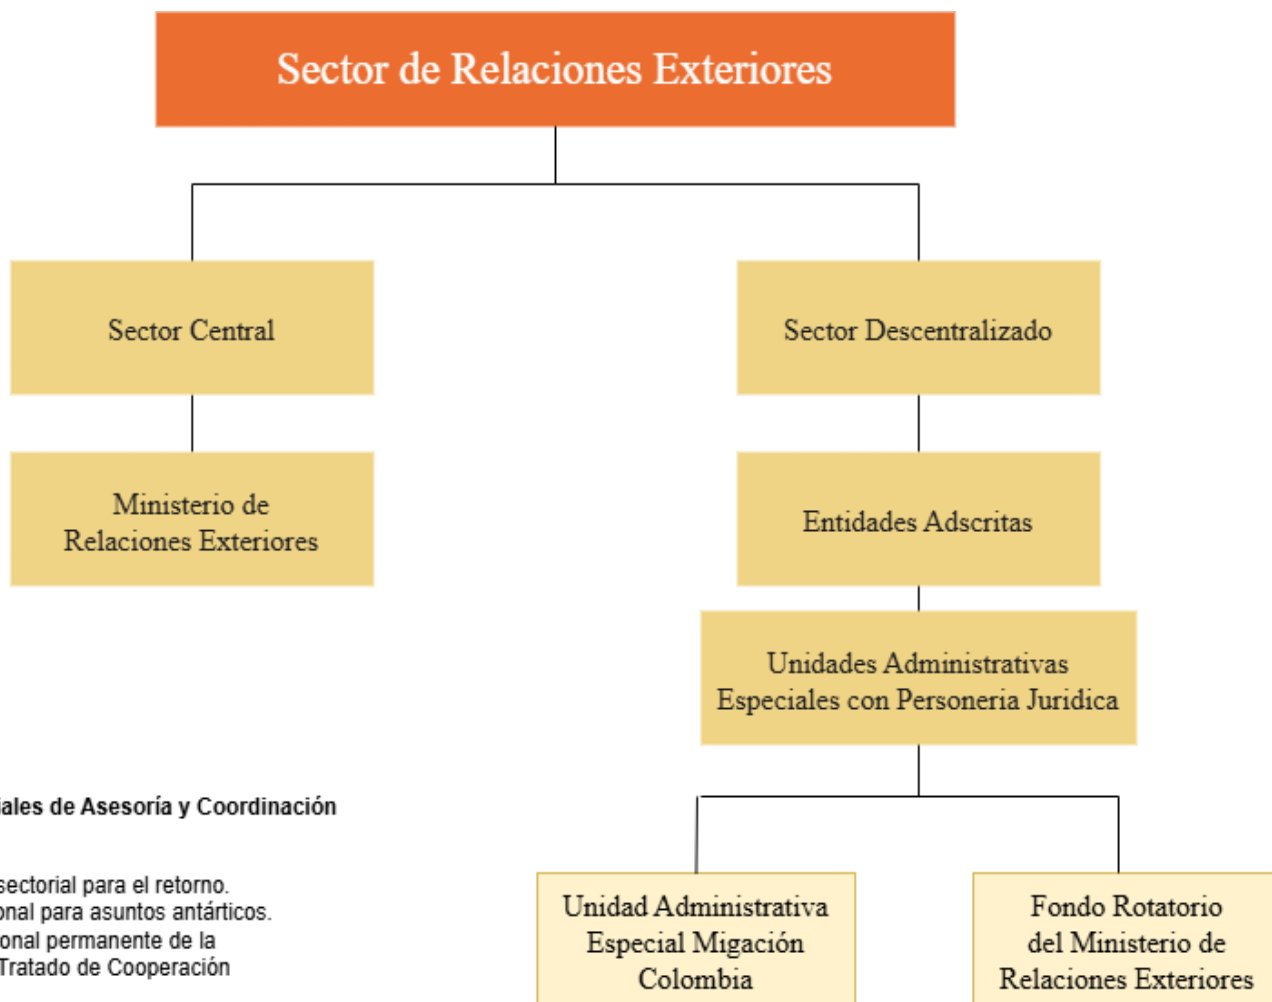 Sector de Relaciones Exteriores
Sector Central
Sector Descentralizado
Ministerio de
Relaciones Exteriores
Entidades Adscritas
Unidades Administrativas
Especiales con Personeria Juridica
iales de Asesoría y Coordinación
sectorial para el retorno.
onal para asuntos antárticos.
onal permanente de la
Tratado de Cooperación
Unidad Administrativa
Especial Migación
Colombia
Fondo Rotatorio
del Ministerio de
Relaciones Exteriores